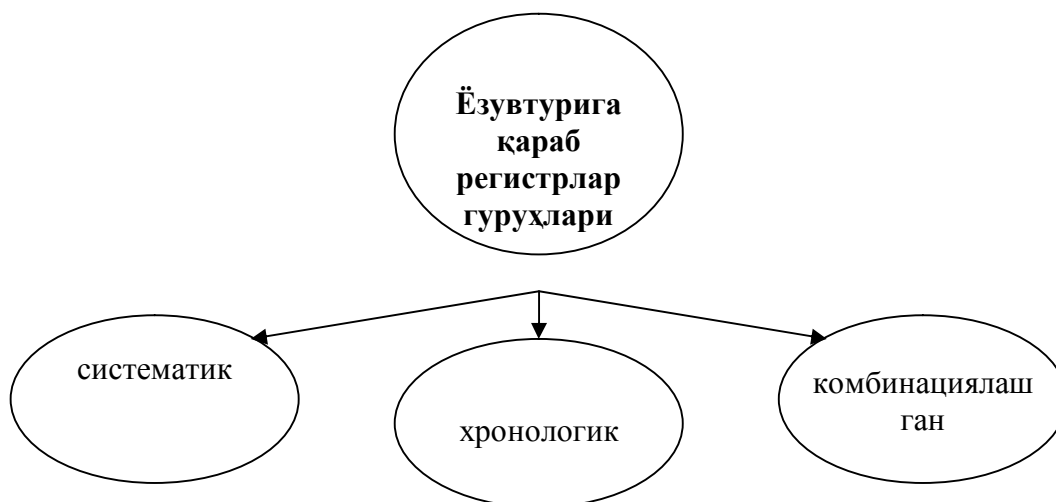 Ёзувтурига
қараб
регистрлар
гуруҳлари
систематик
хронологик
комбинациялаш
ган